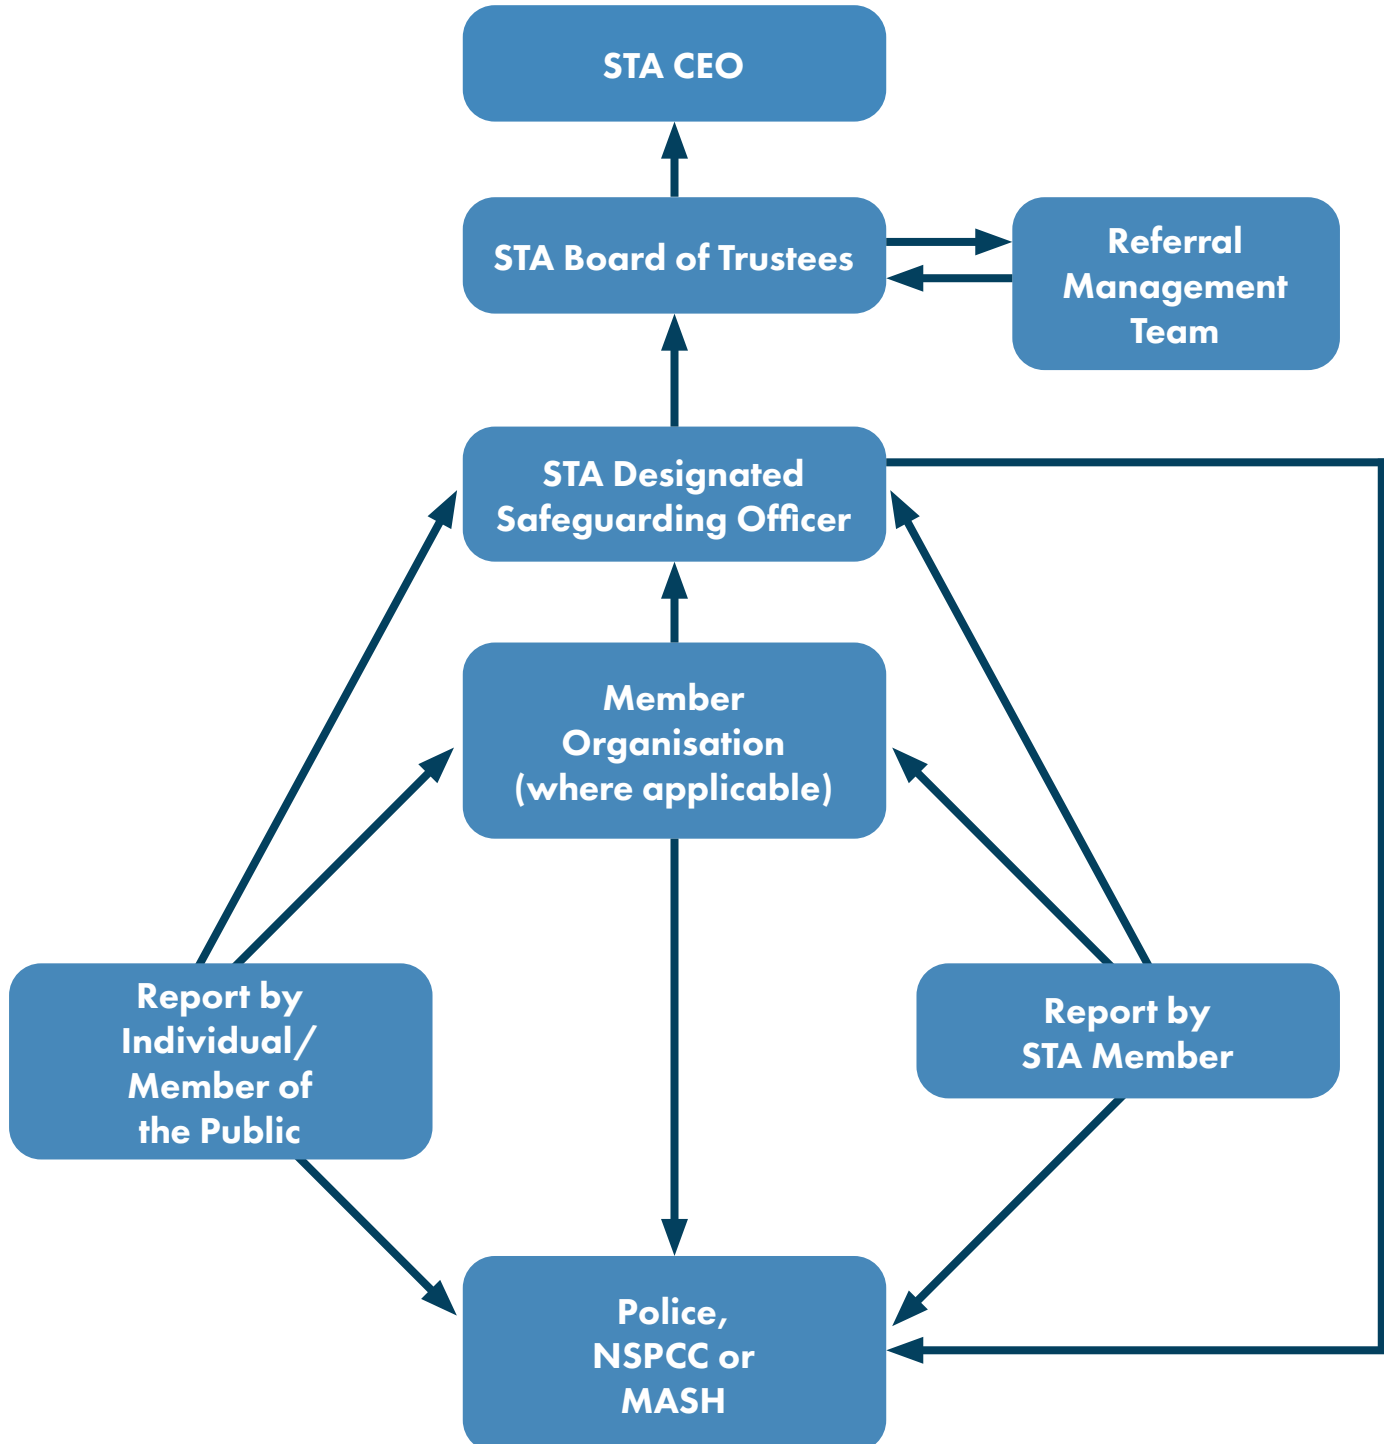 STA CEO
STA Board of Trustees
Referral
Management
Team
STA Designated
Safeguarding Officer
Member
Organisation
(where applicable)
Report by
Individual/
Member of
the Public
Report by
STA Member
Police,
NSPCC or
MASH